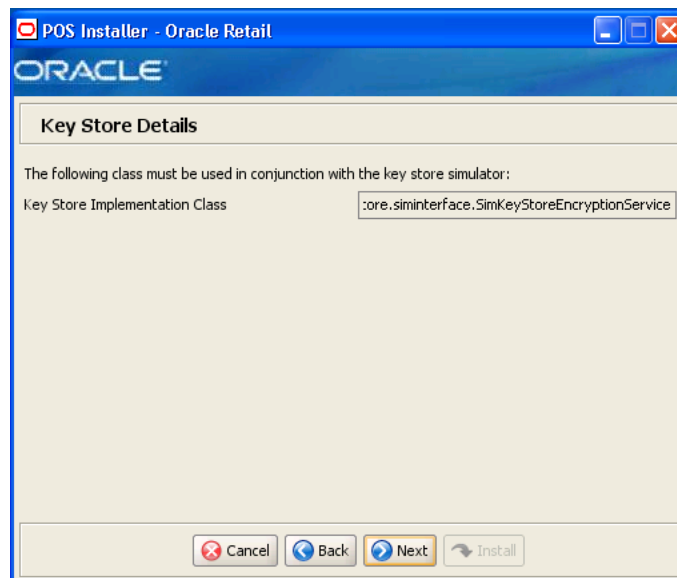 POS Installer - Oracle Retail
ORACLE
Key Store Details
The following class must be used in conjunction with the key store simulator:
Key Store Implementation Class
:ore.siminterface.SimKeyStoreEncryptionService
Cancel
Back
Next
Install